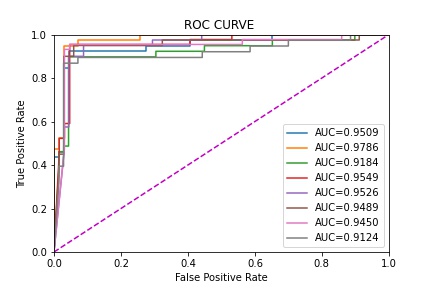 ROC CURVE
True Positive Rate
1.0
0.8
0.6
0.4
0.2
0.0
AUC=0.9509
AUC=0.9786
AUC=0.9184
AUC=0.9549
AUC=0.9526
AUC=0.9489
AUC=0.9450
AUC=0.9124
0.0 0.2 0.4 0.6 0.8 1.0
False Positive Rate